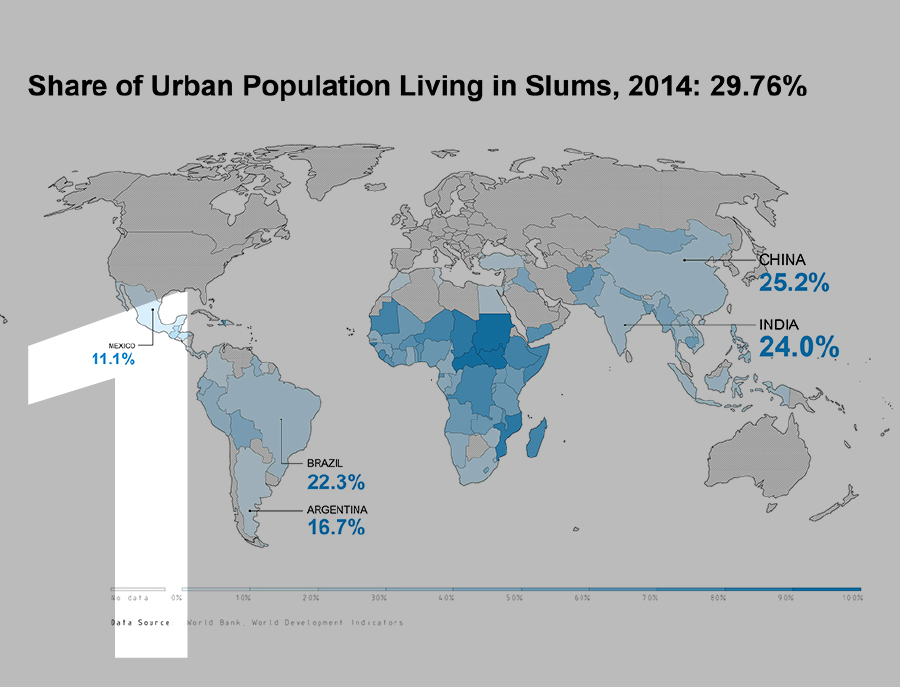 Share of Urban Population Living in Slums, 2014: 29.76%
CHINA
25.2%
INDIA
24.0%
MEXICO
11.1%
1
BRAZIL
22.3%
ARGENTINA
16.7%
No data 0% 10% 20% 30% 40% 50% 60% 70% 80% 90% 100%
Data Source World Bank, World Development Indicators